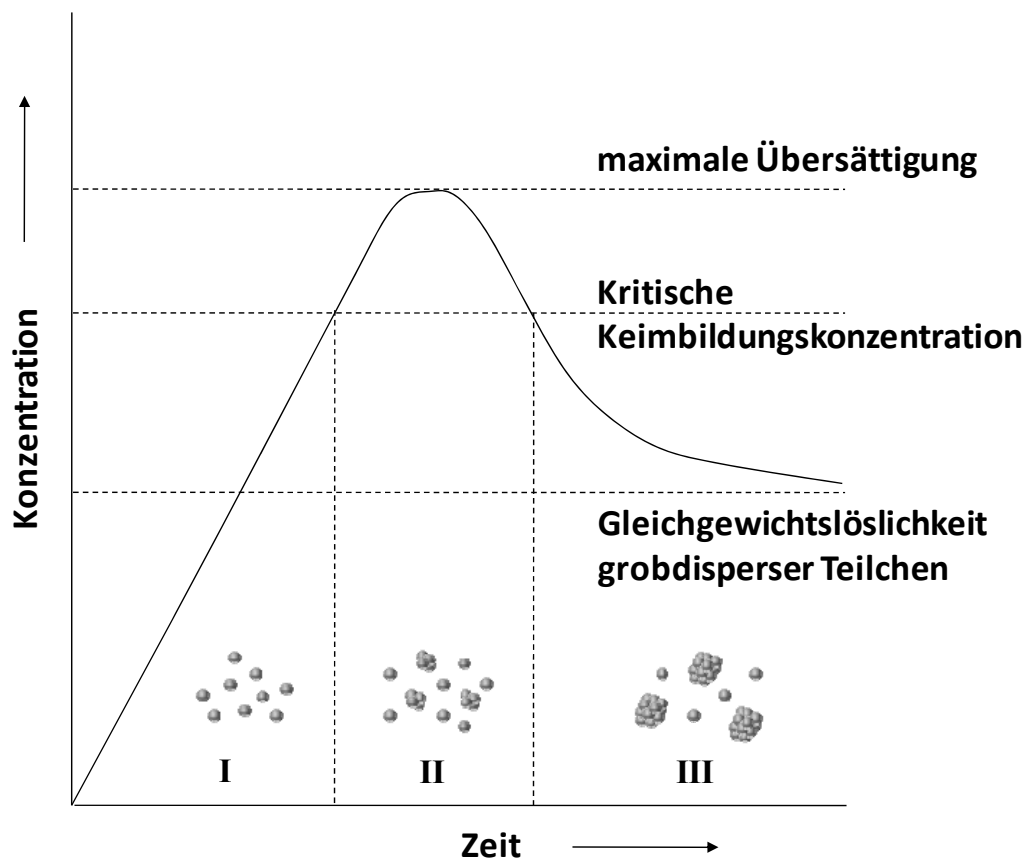 maximale Übersättigung
Kritische
Keimbildungskonzentration
Konzentration
Gleichgewichtslöslichkeit
grobdisperser Teilchen
I
II
III
Zeit